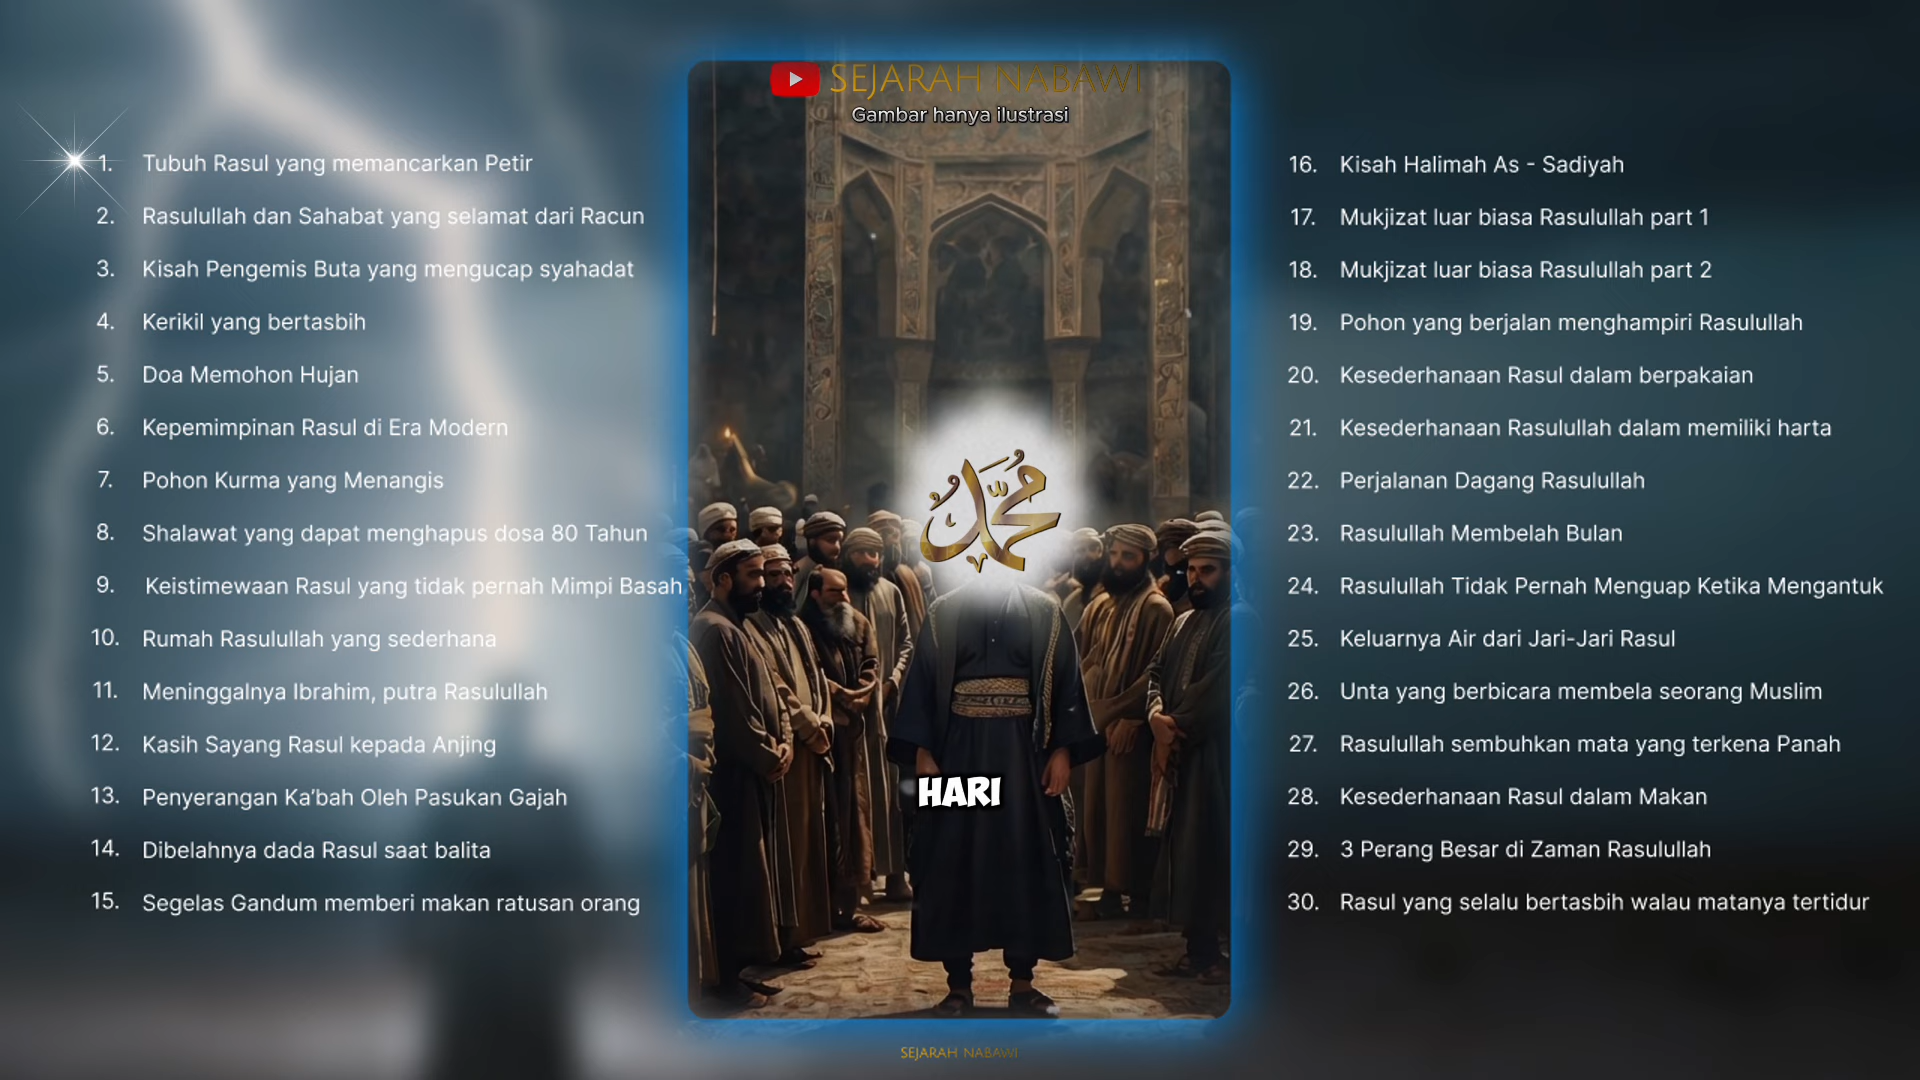 SEJARAH NABAWI
Gambar hanya ilustrasi
1. Tubuh Rasul yang memancarkan Petir
2. Rasulullah dan Sahabat yang selamat dari Racun
3. Kisah Pengemis Buta yang mengucap syahadat
4. Kerikil yang bertasbih
5. Doa Memohon Hujan
6. Kepemimpinan Rasul di Era Modern
7. Pohon Kurma yang Menangis
8. Shalawat yang dapat menghapus dosa 80 Tahun
9. Keistimewaan Rasul yang tidak pernah Mimpi Basah
10. Rumah Rasulullah yang sederhana
11. Meninggalnya Ibrahim, putra Rasulullah
12. Kasih Sayang Rasul kepada Anjing
13. Penyerangan Ka’bah Oleh Pasukan Gajah
14. Dibelahnya dada Rasul saat balita
15. Segelas Gandum memberi makan ratusan orang
مُحَمَّدٌ
HARI
16. Kisah Halimah As - Sadiyah
17. Mukjizat luar biasa Rasulullah part 1
18. Mukjizat luar biasa Rasulullah part 2
19. Pohon yang berjalan menghampiri Rasulullah
20. Kesederhanaan Rasul dalam berpakaian
21. Kesederhanaan Rasulullah dalam memiliki harta
22. Perjalanan Dagang Rasulullah
23. Rasulullah Membelah Bulan
24. Rasulullah Tidak Pernah Menguap Ketika Mengantuk
25. Keluarnya Air dari Jari-Jari Rasul
26. Unta yang berbicara membela seorang Muslim
27. Rasulullah sembuhkan mata yang terkena Panah
28. Kesederhanaan Rasul dalam Makan
29. 3 Perang Besar di Zaman Rasulullah
30. Rasul yang selalu bertasbih walau matanya tertidur
SEJARAH NABAWI